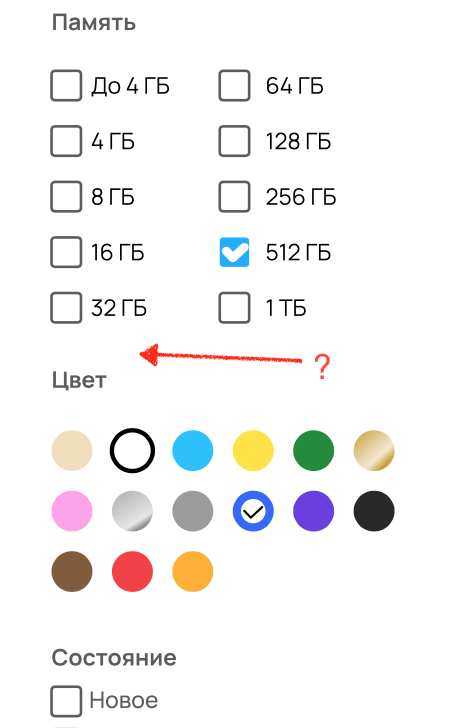 Память
До 4 ГБ 64 ГБ
4 ГБ 128 ГБ
8 ГБ 256 ГБ
16 ГБ 512 ГБ
32 ГБ 1 ТБ
?
Цвет
Состояние
Новое